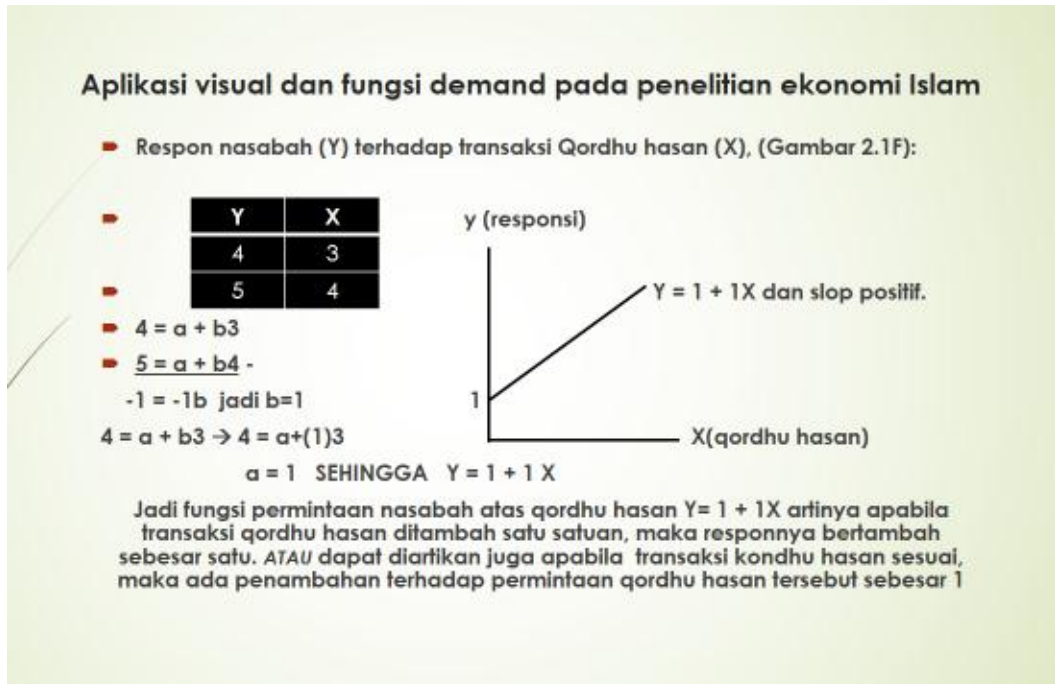 Aplikasi visual dan fungsi demand pada penelitian ekonomi Islam
Respon nasabah (Y) terhadap transaksi Qordhu hasan (X), (Gambar 2.1F):
Y X
4 3
5 4
4 = a + b3
5 = a + b4 -
-1 = -1b jadi b=1
4 = a + b3 → 4 = a+(1)3
a = 1 SEHINGGA Y = 1 + 1 X
y (responsi)
Y = 1 + 1X dan slop positif.
1
X(qordhu hasan)
Jadi fungsi permintaan nasabah atas qordhu hasan Y= 1 + 1X artinya apabila
transaksi qordhu hasan ditambah satu satuan, maka responnya bertambah
sebesar satu. ATAU dapat diartikan juga apabila transaksi kondhu hasan sesuai,
maka ada penambahan terhadap permintaan qordhu hasan tersebut sebesar 1